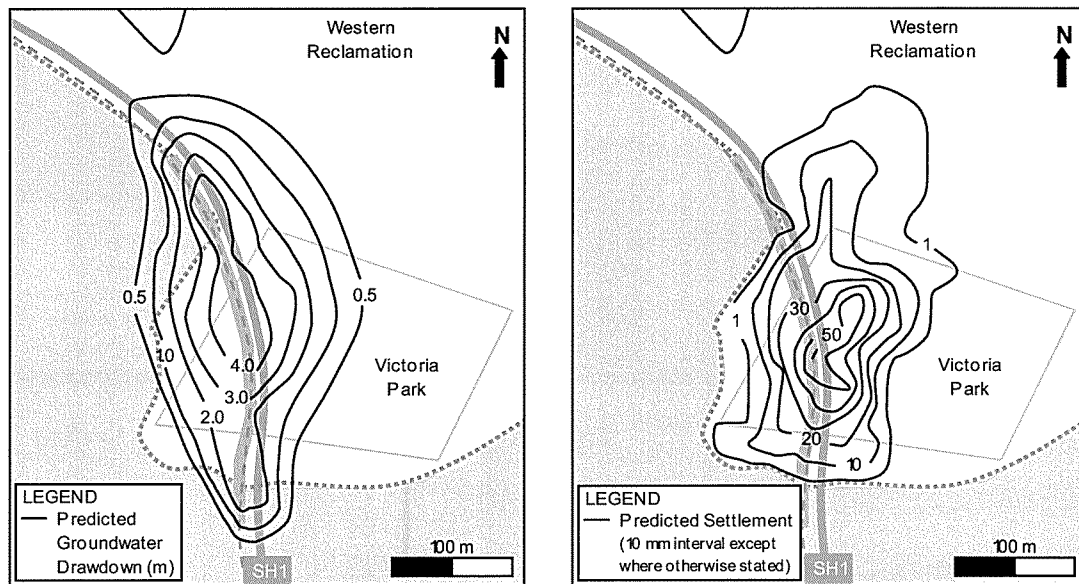 Western
Reclamation
N
0.5
0.5
10
4.0
3.0
2.0
Victoria
Park
LEGEND
Predicted
Groundwater
Drawdown (m)
SH1
100 m
Western
Reclamation
N
1
1
30
50
20
10
Victoria
Park
LEGEND
Predicted Settlement
(10 mm interval except
where otherwise stated)
SH1
100 m